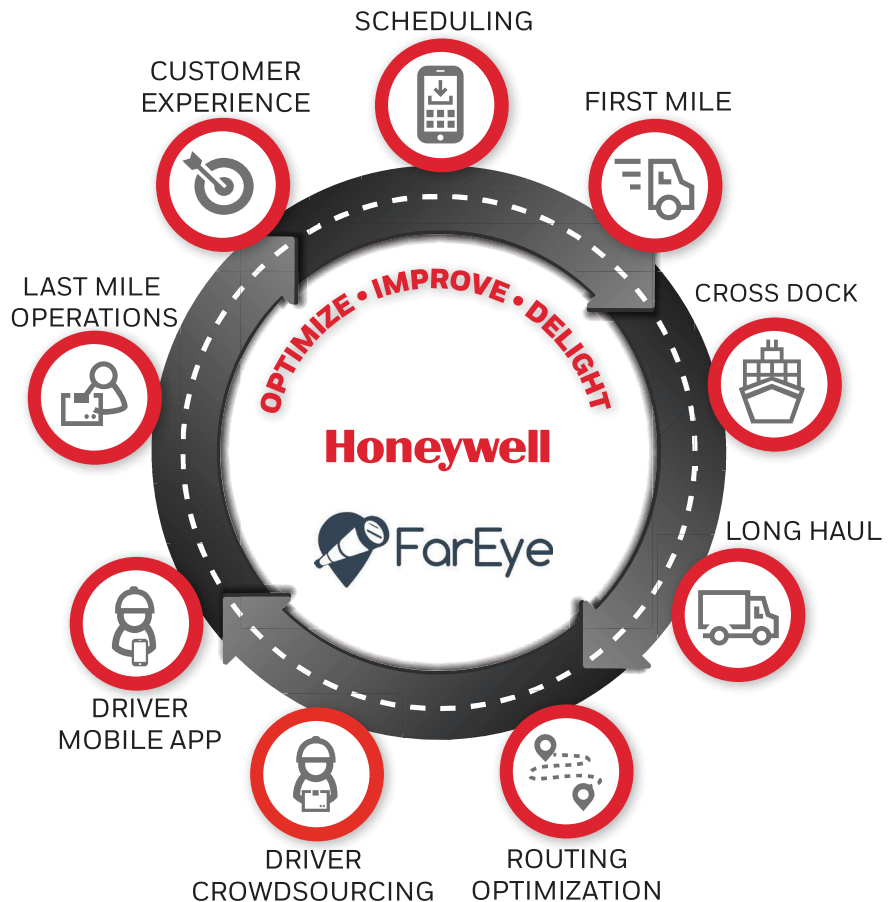 SCHEDULING
FIRST MILE
CROSS DOCK
LONG HAUL
ROUTING
OPTIMIZATION
DRIVER
CROWDSOURCING
DRIVER
MOBILE APP
LAST MILE
OPERATIONS
CUSTOMER
EXPERIENCE
OPTIMIZE • IMPROVE • DELIGHT
Honeywell
FarEye